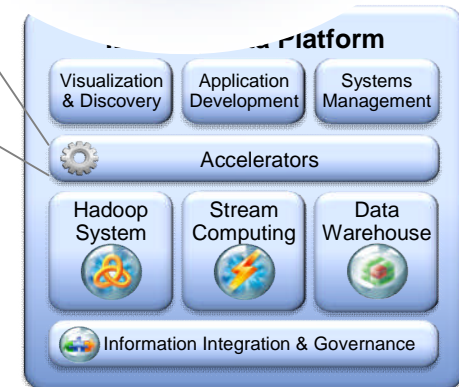 Platform
Visualization
& Discovery
Application
Development
Systems
Management
Accelerators
Hadoop
System
Stream
Computing
Data
Warehouse
Information Integration & Governance